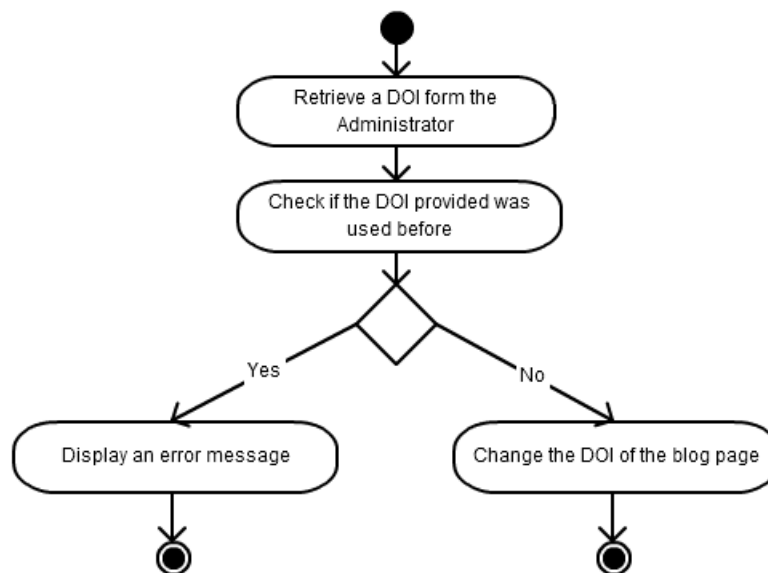 Retrieve a DOI form the
Administrator
Check if the DOI provided was
used before
Yes
No
Display an error message
Change the DOI of the blog page